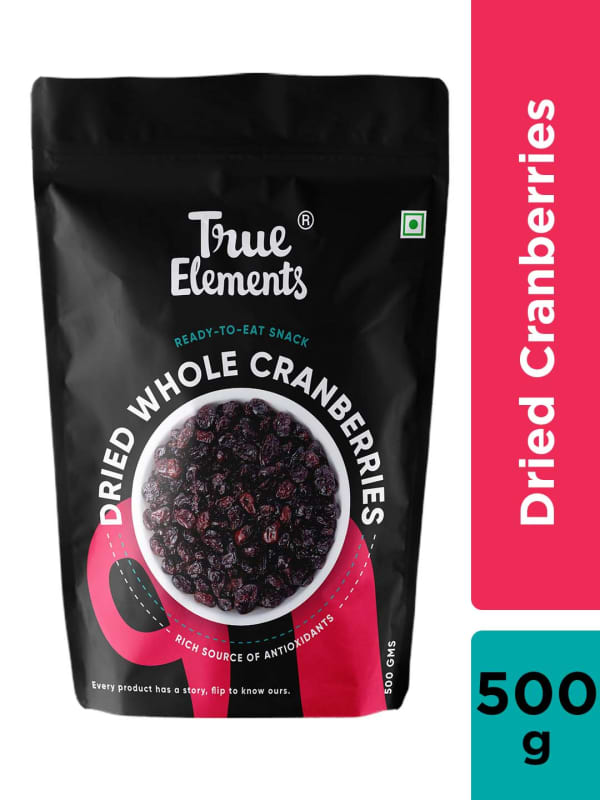 True ®
Elements
READY-TO-EAT SNACK
DRIED WHOLE CRANBERRIES
RICH SOURCE OF ANTIOXIDANTS
Every product has a story, flip to know ours.
500 GMS
Dried Cranberries
500
g